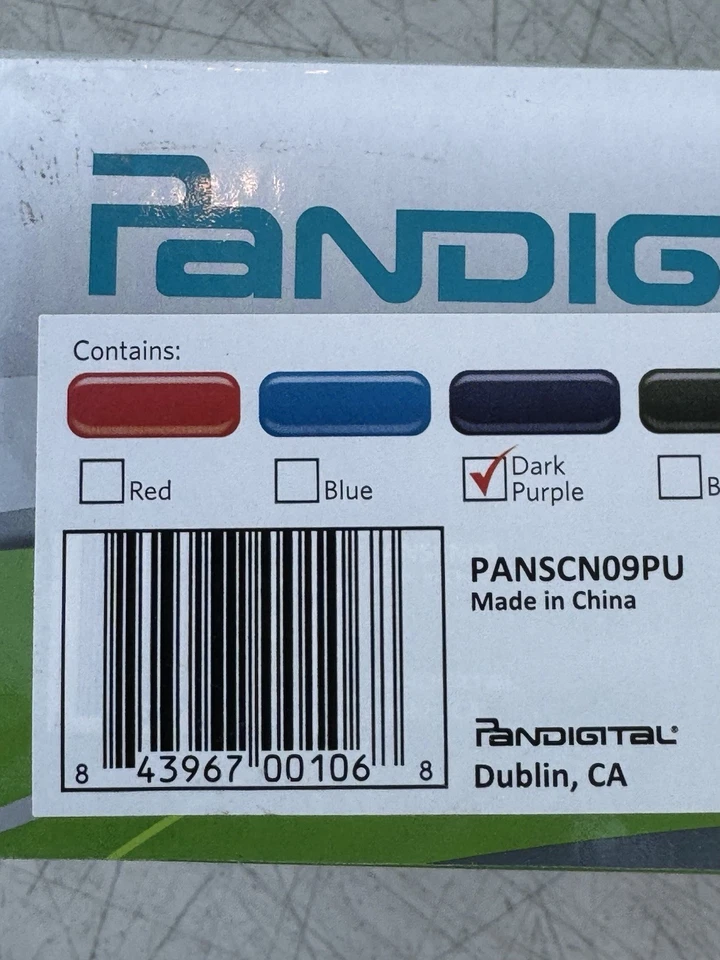 PANDIG
Contains:
Red
Blue
Dark
Purple
B
PANSCN09PU
Made in China
8 43967 00106 8
PANDIGITAL®
Dublin, CA